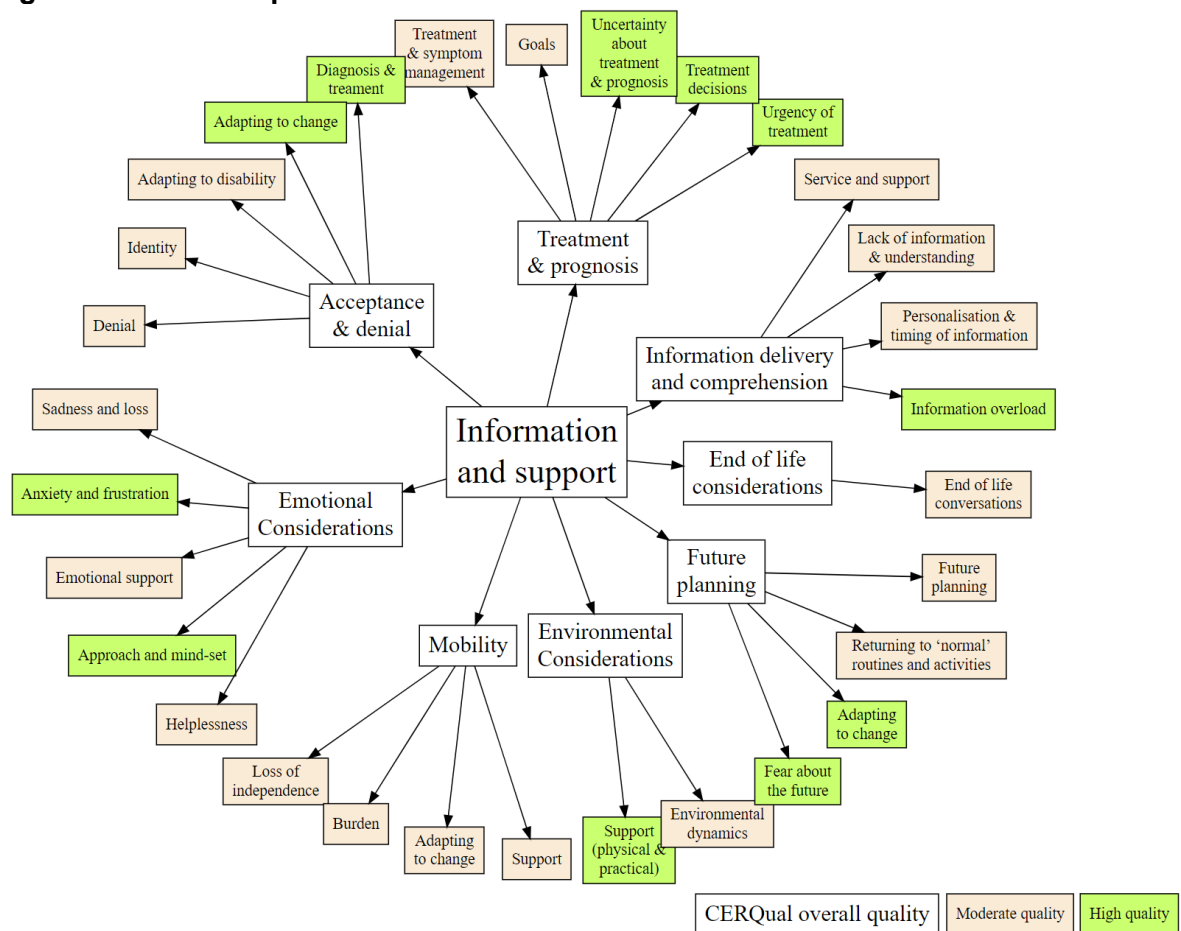 Treatment
& symptom
management
Goals
Uncertainty
about
treatment
& prognosis
Diagnosis &
treament
Treatment
decisions
Adapting to change
Urgency of
treatment
Adapting to disability
Service and support
Identity
Treatment
& prognosis
Lack of information
& understanding
Denial
Acceptance
& denial
Personalisation &
timing of information
Information delivery
and comprehension
Sadness and loss
Information overload
Information
and support
End of life
considerations
Anxiety and frustration
Emotional
Considerations
End of life
conversations
Emotional support
Future
planning
Future
planning
Approach and mind-set
Mobility
Environmental
Considerations
Returning to ‘normal’
routines and activities
Helplessness
Adapting
to change
Loss of
independence
Fear about
the future
Burden
Adapting
to change
Support
Support
(physical &
practical)
Environmental
dynamics
CERQual overall quality
Moderate quality
High quality